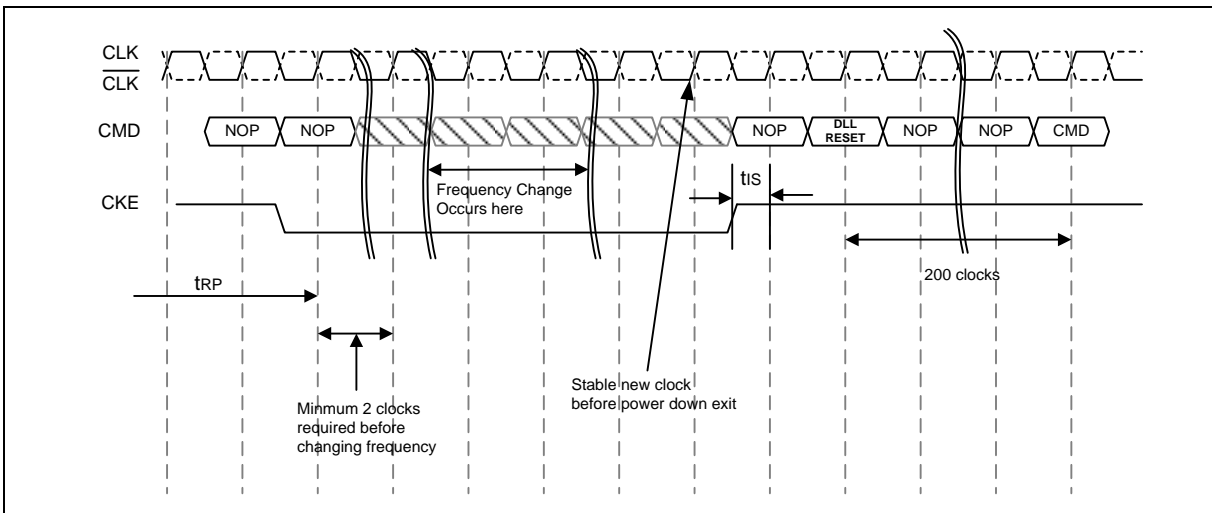 CLK
CLK
CMD
NOP
NOP
NOP
DLL
RESET
NOP
NOP
CMD
tIS
CKE
Frequency Change
Occurs here
200 clocks
tRP
Stable new clock
before power down exit
Minmum 2 clocks
required before
changing frequency